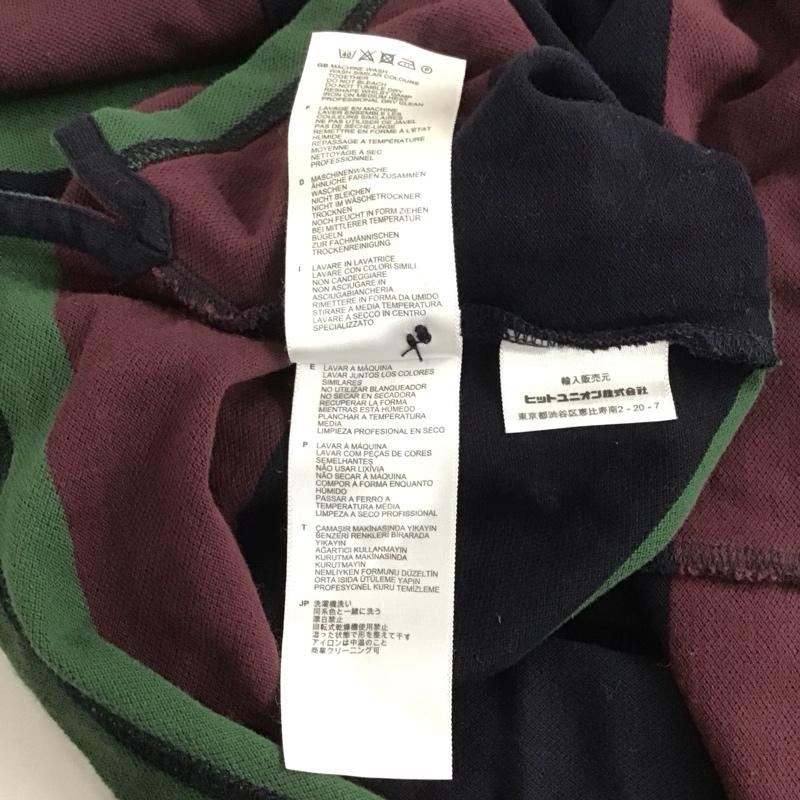 40 P
GB MACHINE WASH
WASH SIMILAR COLOURS
TOGETHER
DO NOT BLEACH
DO NOT TUMBLE DRY
RESHAPE WHILST DAMP
IRON ON MEDIUM HEAT
PROFESSIONAL DRY CLEAN
F LAVAGE EN MACHINE
LAVER ENSEMBLE LES
COULEURS SIMILAIRES
NE PAS UTILISER DE JAVEL
PAS DE SÈCHE-LINGE
REMETTRE EN FORME À L'ÉTAT
HUMIDE
REPASSAGE À TEMPÉRATURE
MOYENNE
NETTOYAGE À SEC
PROFESSIONNEL
D MASCHINENWÄSCHE
ÄHNLICHE FARBEN ZUSAMMEN
WASCHEN
NICHT BLEICHEN
NICHT IM WÄSCHETROCKNER
TROCKNEN
NOCH FEUCHT IN FORM ZIEHEN
BEI MITTLERER TEMPERATUR
BÜGELN
ZUR FACHMÄNNISCHEN
TROCKENREINIGUNG
I LAVARE IN LAVATRICE
LAVARE CON COLORI SIMILI
NON CANDEGGIARE
NON ASCIUGARE IN
ASCIUGABIANCHERIA
RIMETTERE IN FORMA DA UMIDO
STIRARE A MEDIA TEMPERATURA.
LAVARE A SECCO IN CENTRO
SPECIALIZZATO
E LAVAR A MÁQUINA
LAVAR JUNTOS LOS COLORES
SIMILARES
NO UTILIZAR BLANQUEADOR
NO SECAR EN SECADORA
RECUPERAR LA FORMA
MIENTRAS ESTÁ HÚMEDO
PLANCHAR A TEMPERATURA
MEDIA
LIMPIEZA PROFESIONAL EN SECO
P LAVAR À MÁQUINA
LAVAR COM PEÇAS DE CORES
SEMELHANTES
NÃO USAR LIXÍVIA
NÃO SECAR À MÁQUINA
COMPOR A FORMA ENQUANTO
HÚMIDO
PASSAR A FERRO A
TEMPERATURA MÉDIA
LIMPEZA A SECO PROFISSIONAL
T ÇAMAŞIR MAKİNASINDA YIKAYIN
BENZERİ RENKLERİ BİRARADA
YIKAYIN
AĞARTICI KULLANMAYIN
KURUTMA MAKİNASINDA
KURUTMAYIN
NEMLİYKEN FORMUNU DÜZELTİN
ORTA ISIDA ÜTÜLEME YAPIN
PROFESYONEL KURU TEMİZLEME
JP 洗濯機洗い
同系色と一緒に洗う
漂白禁止
回転式乾燥機使用禁止
湿った状態で形を整えて干す
アイロンは中温のこと
商業クリーニング可
輸入販売元
ヒットユニオン株式会社
東京都渋谷区恵比寿南2-20-7